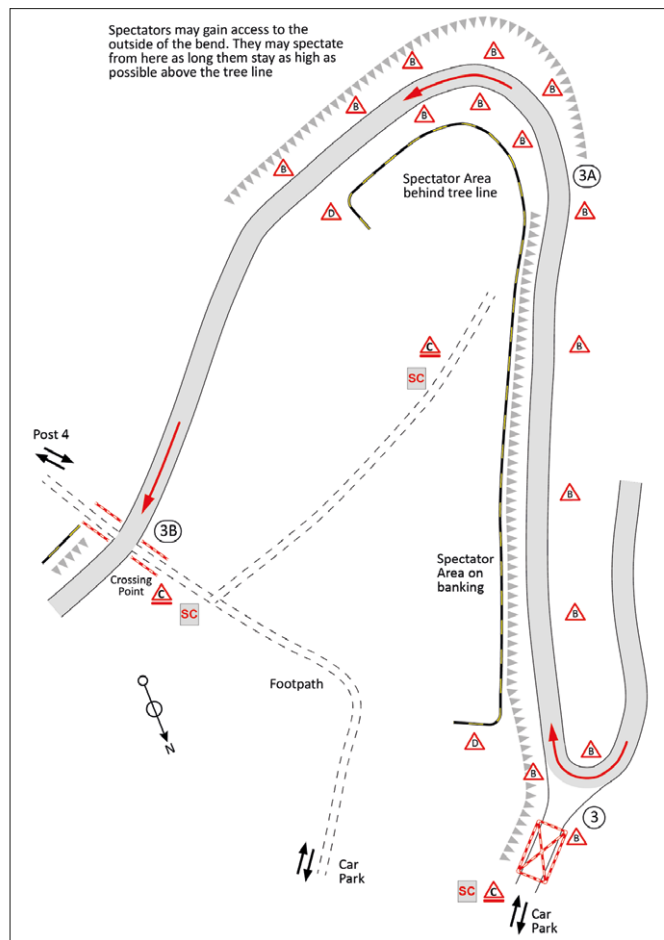 Spectators may gain access to the
outside of the bend. They may spectate
from here as long them stay as high as
possible above the tree line
B
B
B
B
B
B
B
B
B
Spectator Area
behind tree line
3A
D
B
B
C
SC
Post 4
B
3B
Crossing
Point
C
SC
Spectator
Area on
banking
B
Footpath
N
D
B
B
3
B
Car
Park
SC
C
Car
Park